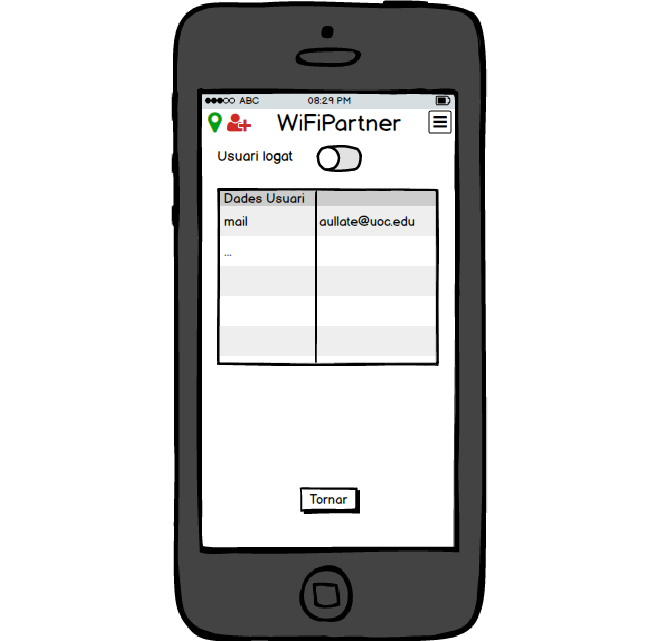 ABC 08:29 PM
WiFiPartner
Usuari logat
Dades Usuari
mail aullate@uoc.edu
...
Tornar